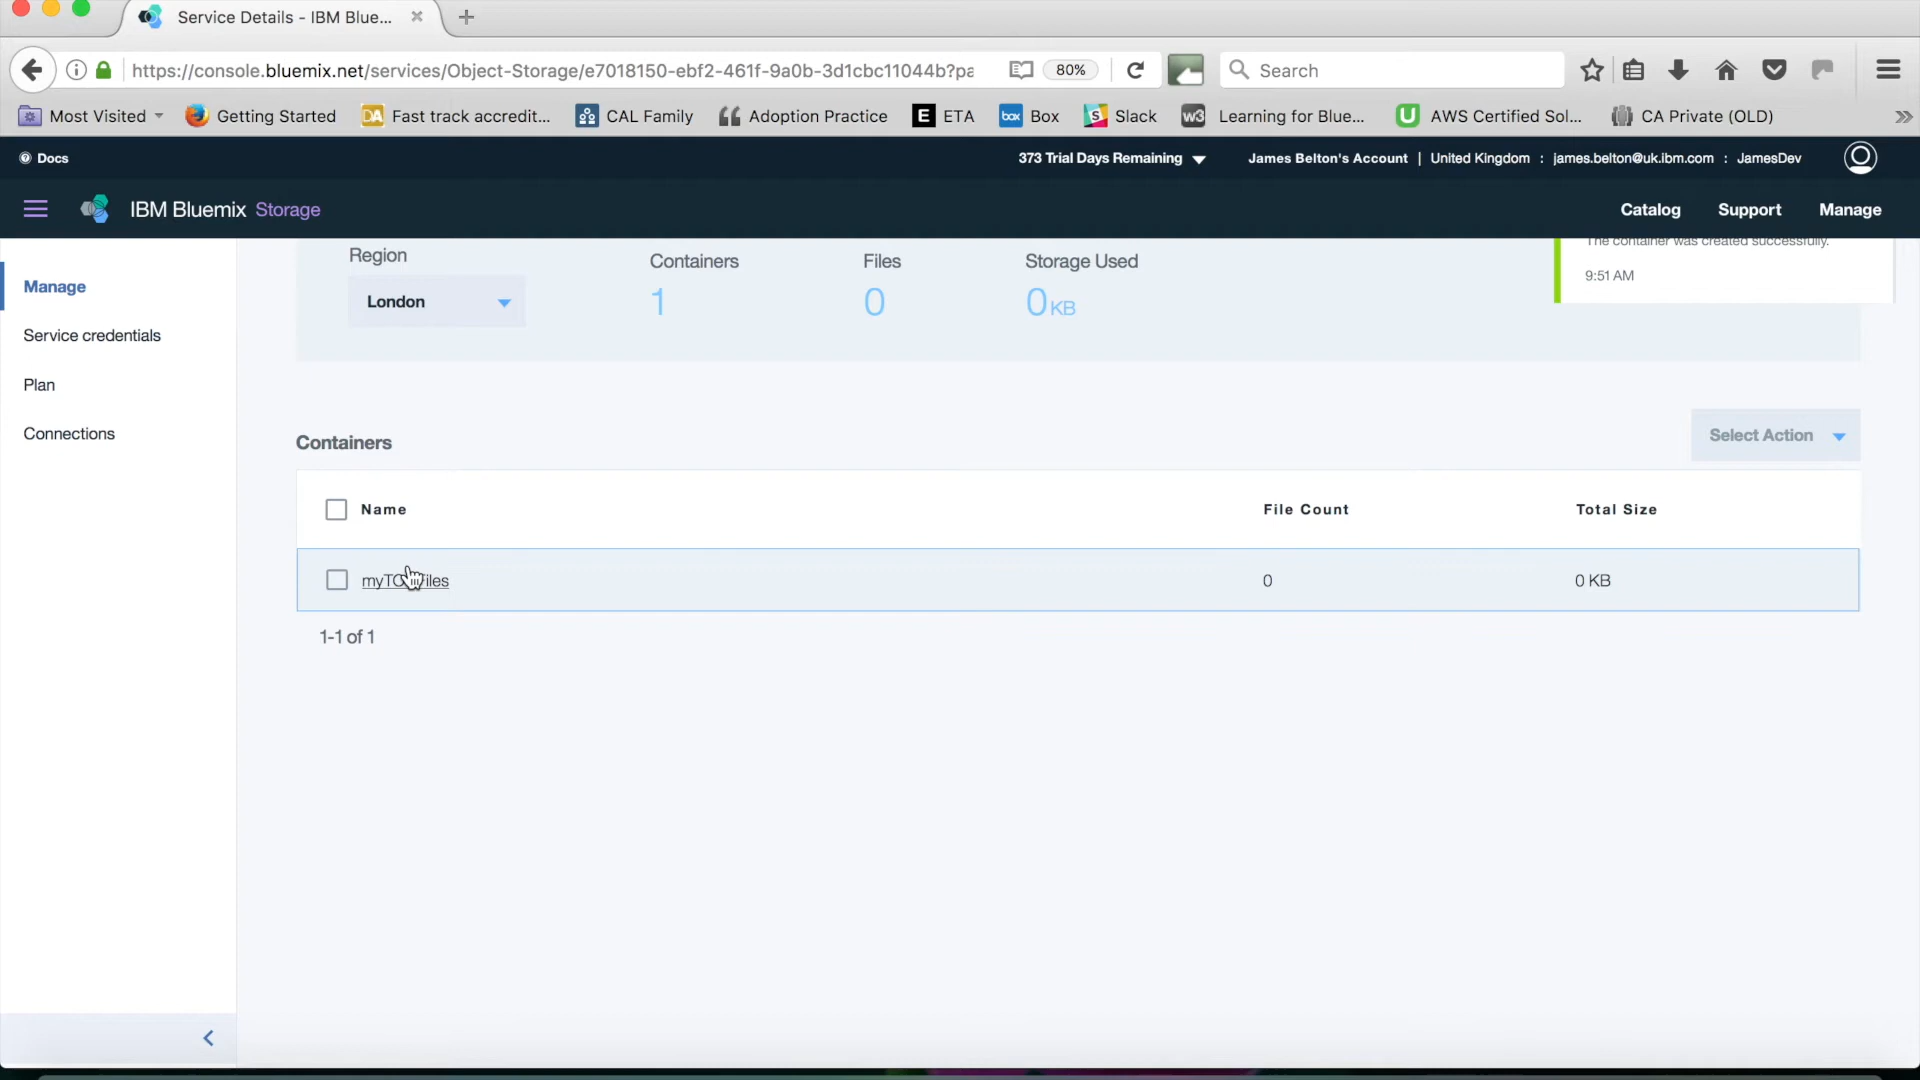 Service Details - IBM Blue...
https://console.bluemix.net/services/Object-Storage/e7018150-ebf2-461f-9a0b-3d1cbc11044b?pa
80%
Search
Most Visited
Getting Started
DA
Fast track accredit...
CAL Family
Adoption Practice
E
ETA
box
Box
S
Slack
w3
Learning for Blue...
U
AWS Certified Sol...
CA Private (OLD)
Docs
373 Trial Days Remaining
James Belton's Account | United Kingdom : james.belton@uk.ibm.com : JamesDev
IBM Bluemix Storage
Catalog
Support
Manage
Manage
Service credentials
Plan
Connections
Region
London
Containers
1
Files
0
Storage Used
0 KB
The container was created successfully.
9:51 AM
Containers
Select Action
Name
File Count
Total Size
0
0 KB
1-1 of 1